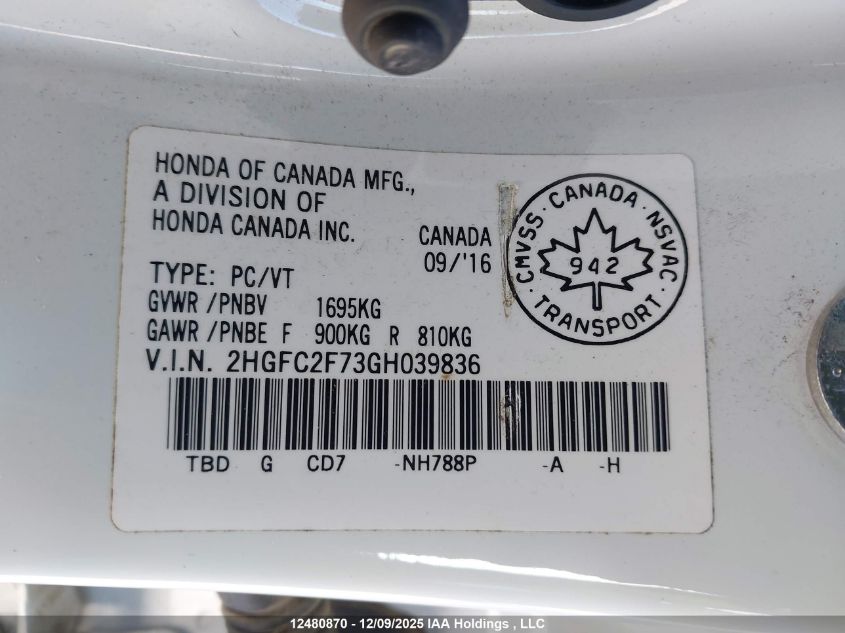 HONDA OF CANADA MFG.,
A DIVISION OF
HONDA CANADA INC.
CANADA
09/'16
TYPE: PC/VT
GVWR /PNBV 1695KG
GAWR /PNBE F 900KG R 810KG
V.I.N. 2HGFC2F73GH039836
TBD G CD7 -NH788P -A -H
CMVSS · CANADA · NSVAC
942
· TRANSPORT ·
12480870 - 12/09/2025 IAA Holdings , LLC